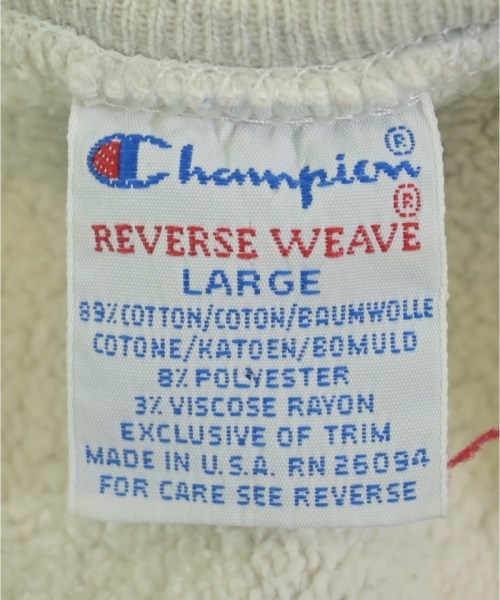 Champion®
REVERSE WEAVE®
LARGE
89% COTTON/COTON/BAUMWOLLE
COTONE/KATOEN/BOMULD
8% POLYESTER
3% VISCOSE RAYON
EXCLUSIVE OF TRIM
MADE IN U.S.A. RN 26094
FOR CARE SEE REVERSE